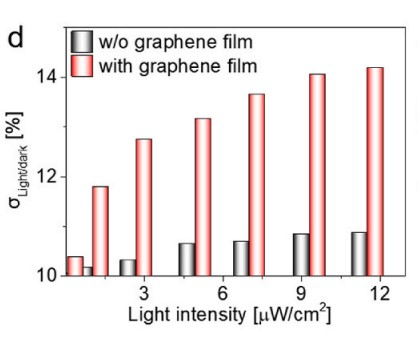 d
w/o graphene film
with graphene film
σLight/dark [%]
14
12
10
3 6 9 12
Light intensity [μW/cm²]